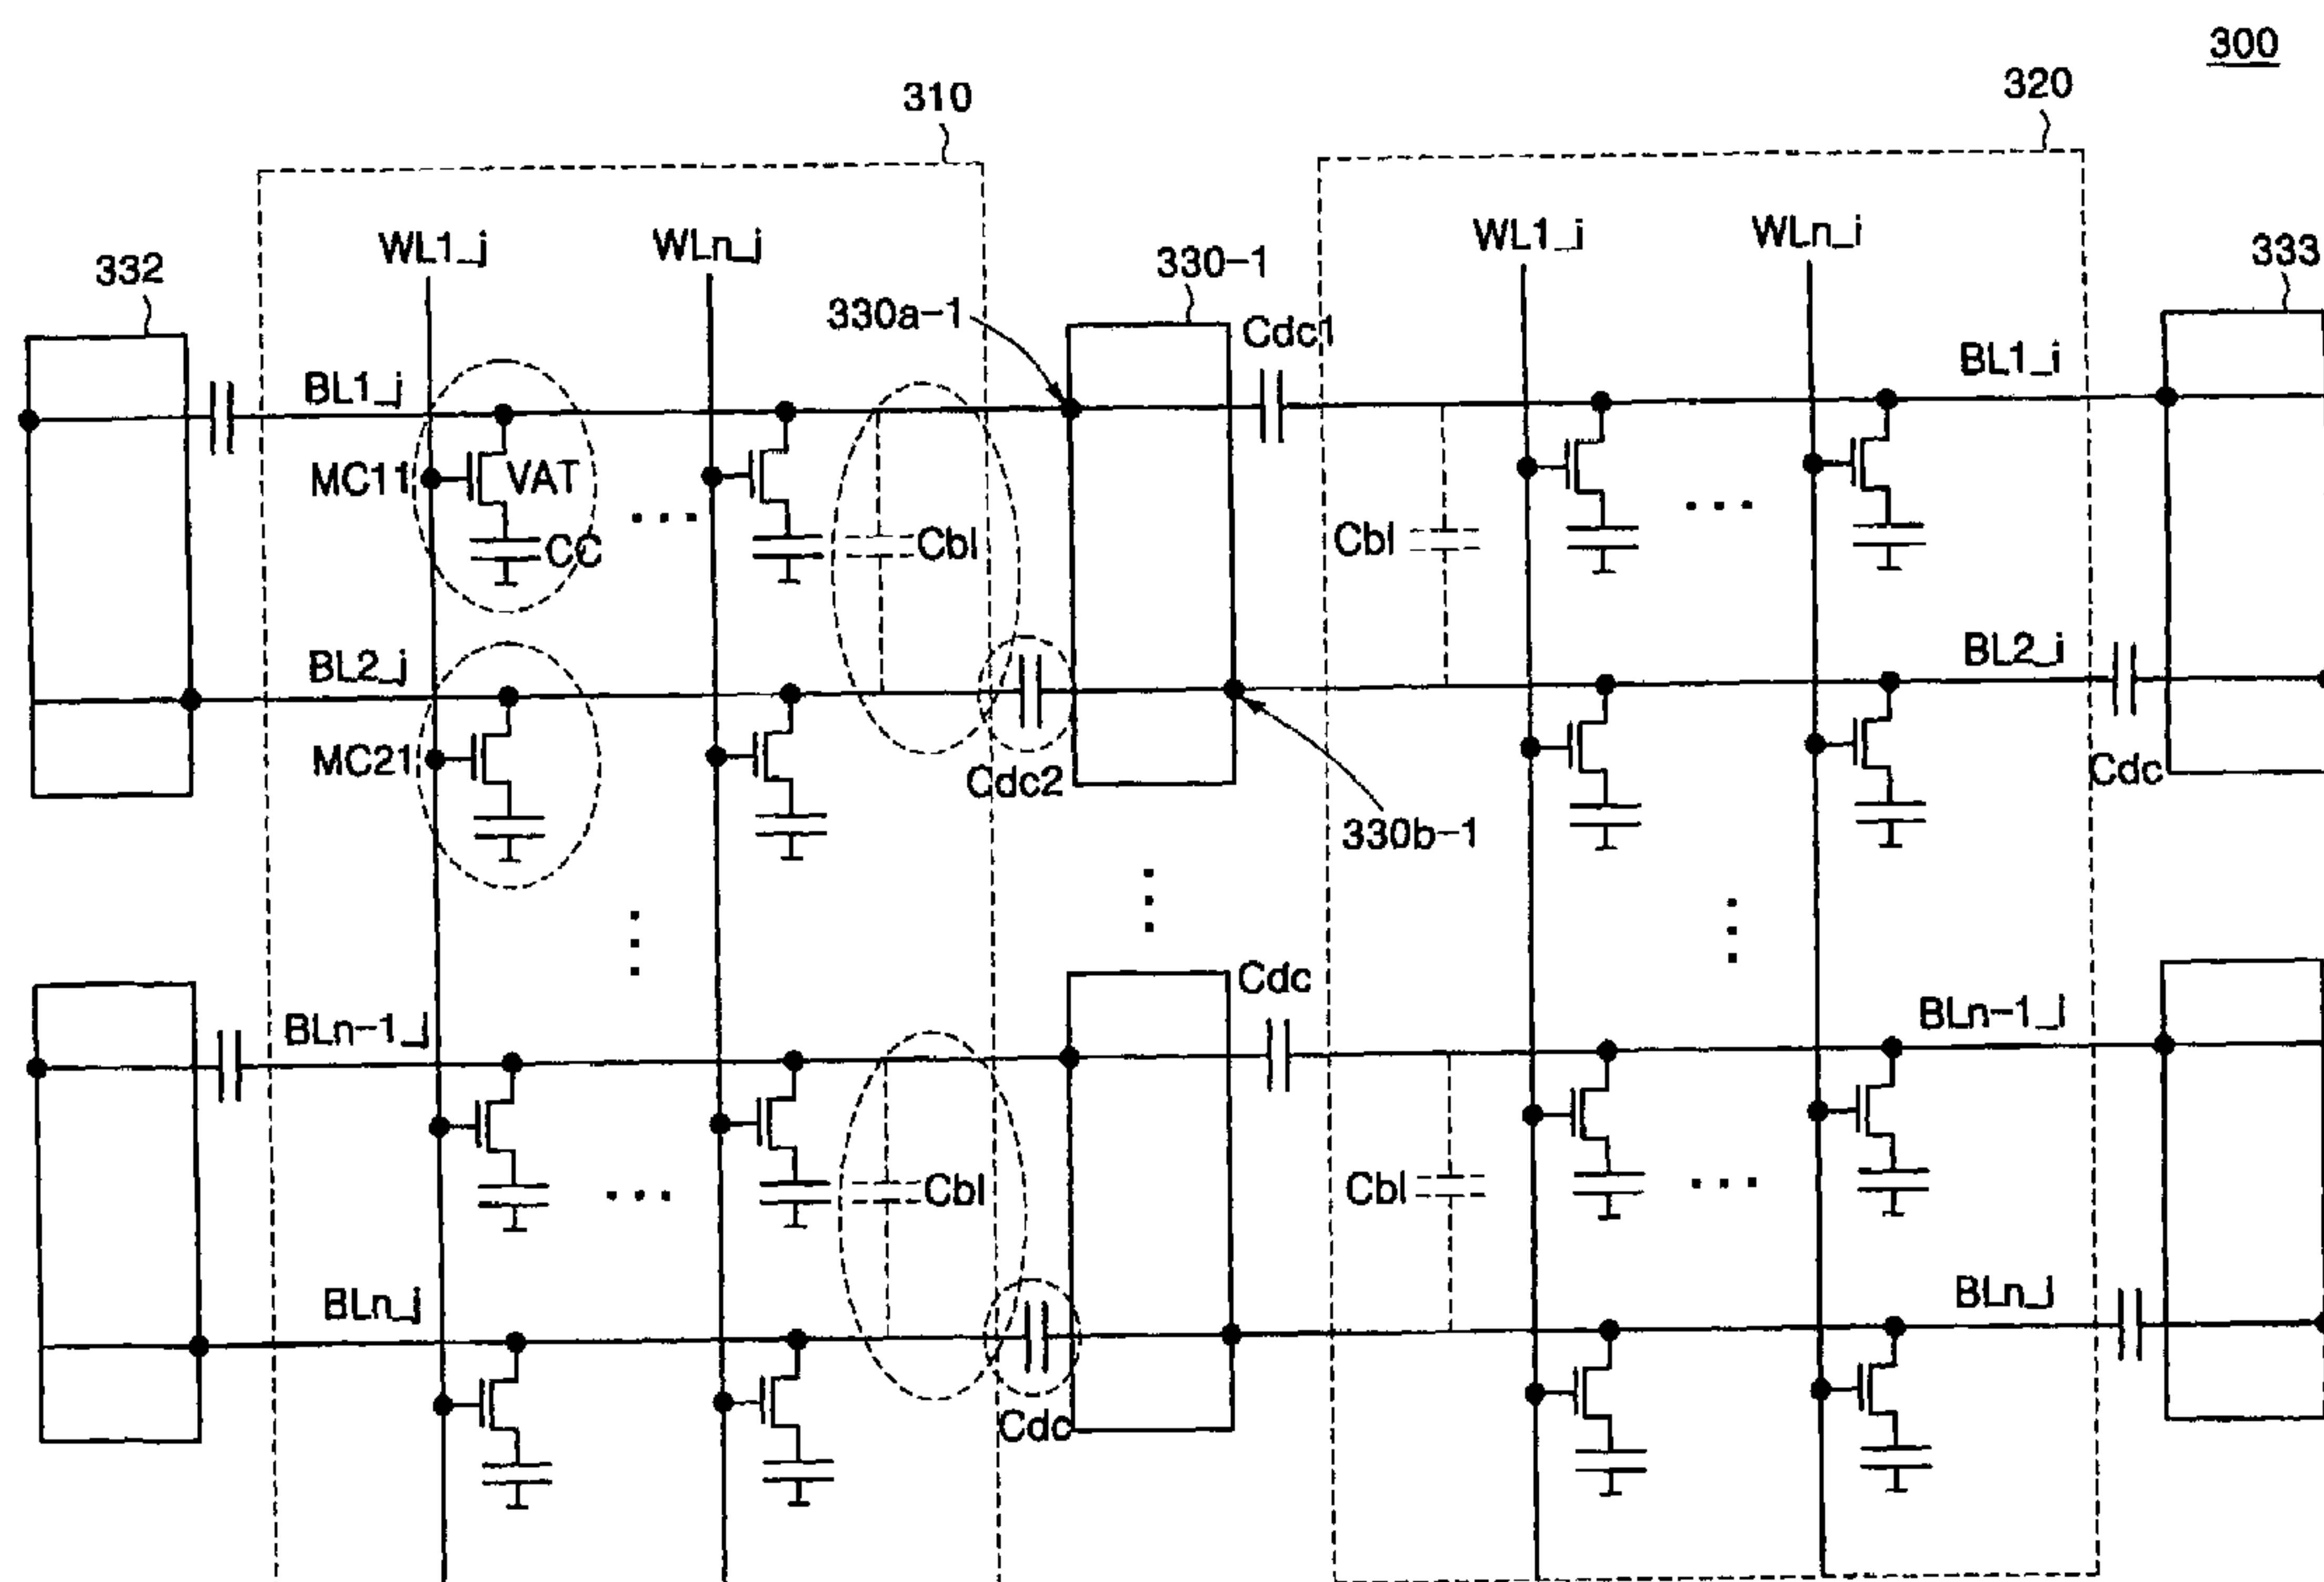 300
310
320
WL1_j
WLn_j
WL1_i
WLn_i
332
330-1
333
330a-1
Cdc1
BL1_j
BL1_i
MC11
VAT
CC
Cbl
Cbl
BL2_j
BL2_i
MC21
Cdc2
Cdc
330b-1
...
...
Cdc
BLn-1_j
BLn-1_i
Cbl
Cbl
BLn_j
BLn_i
Cdc